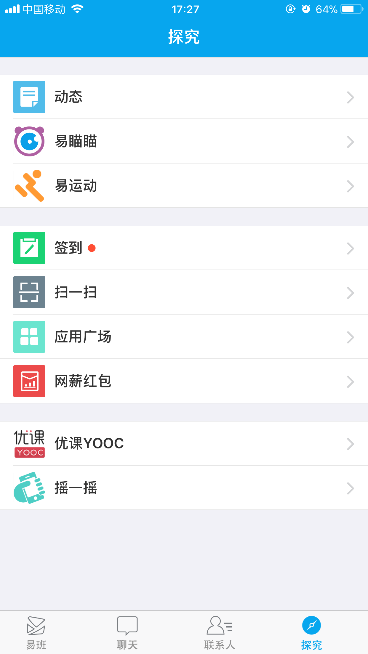 中国移动
17:27
64%
探究
动态
易瞄瞄
易运动
签到
扫一扫
应用广场
网薪红包
优课
YOOC
优课YOOC
摇一摇
易班
聊天
联系人
探究